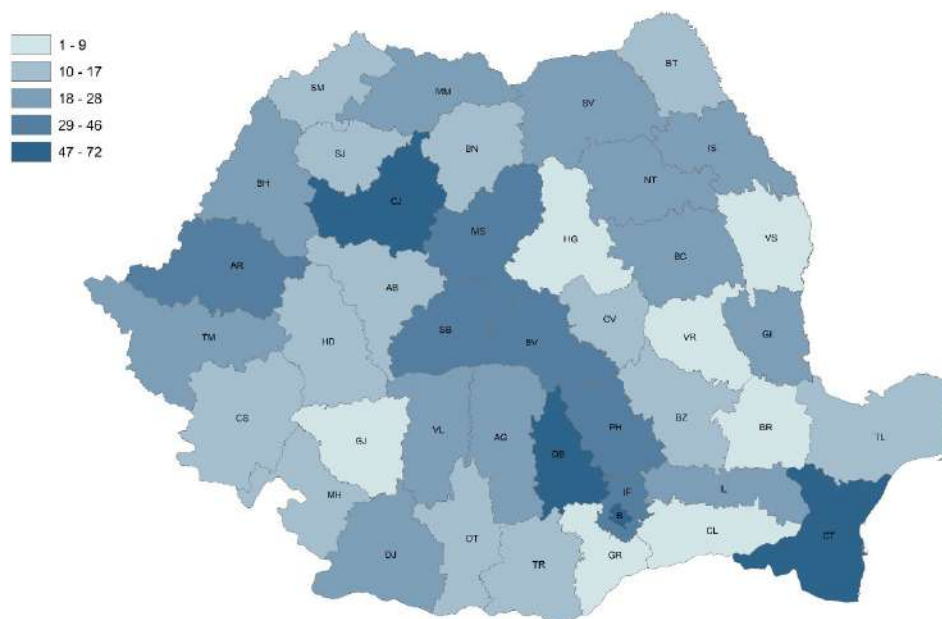 1 - 9
10 - 17
18 - 28
29 - 46
47 - 72
BT
SM
MM
SV
IS
SJ
BN
NT
BH
CJ
MS
HG
VS
BC
AR
AB
SB
BV
CV
VR
GL
TM
HD
CS
GJ
VL
AG
DB
PH
BZ
BR
TL
MH
IF
IL
B
CL
CT
DJ
OT
TR
GR